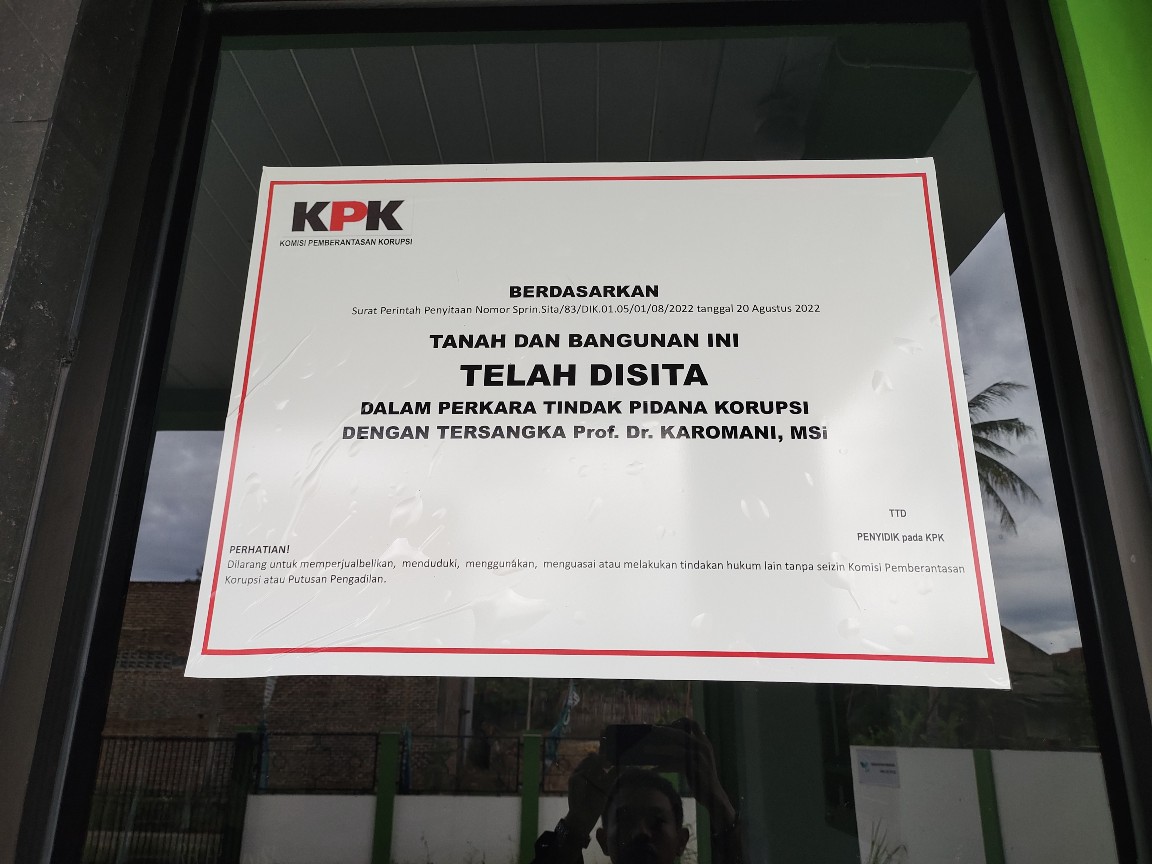 KPK
KOMISI PEMBERANTASAN KORUPSI
BERDASARKAN
Surat Perintah Penyitaan Nomor Sprin.Sita/83/DIK.01.05/01/08/2022 tanggal 20 Agustus 2022
TANAH DAN BANGUNAN INI
TELAH DISITA
DALAM PERKARA TINDAK PIDANA KORUPSI
DENGAN TERSANGKA Prof. Dr. KAROMANI, MSi
TTD
PENYIDIK pada KPK
PERHATIAN!
Dilarang untuk memperjualbelikan, menduduki, menggunakan, menguasai atau melakukan tindakan hukum lain tanpa seizin Komisi Pemberantasan
Korupsi atau Putusan Pengadilan.